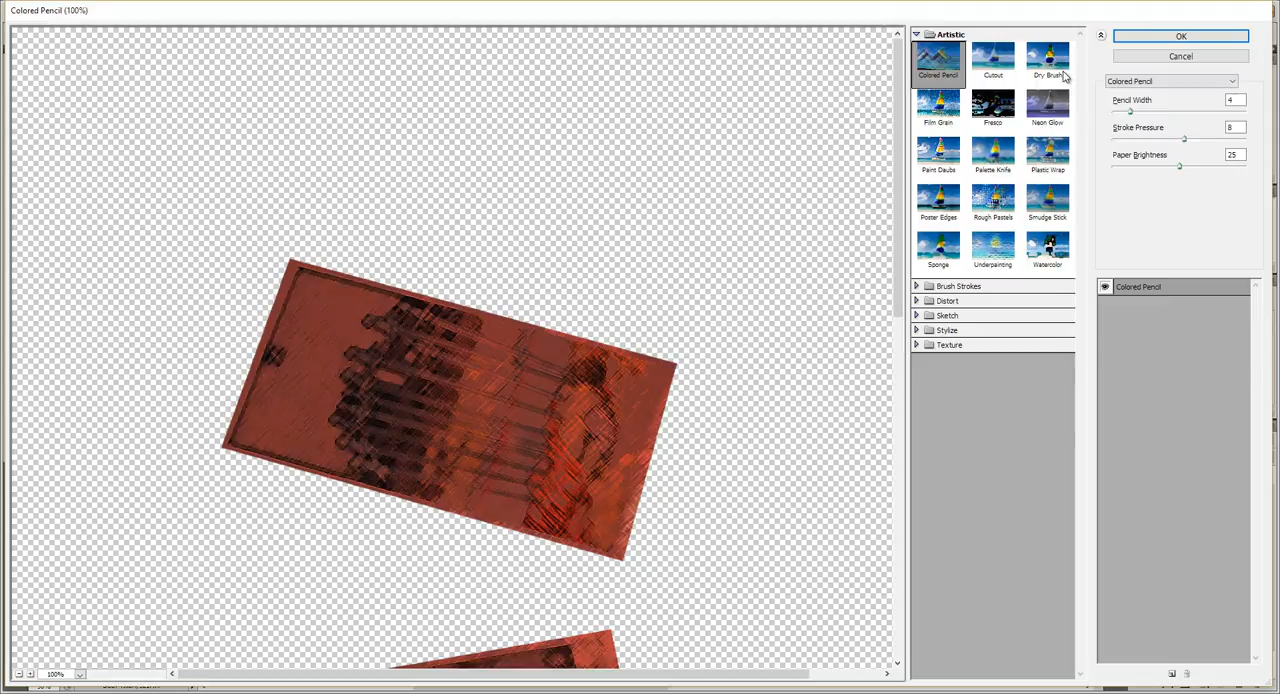 Colored Pencil (100%)
Artistic
Colored Pencil
Cutout
Dry Brush
Film Grain
Fresco
Neon Glow
Paint Daubs
Palette Knife
Plastic Wrap
Poster Edges
Rough Pastels
Smudge Stick
Sponge
Underpainting
Watercolor
Brush Strokes
Distort
Sketch
Stylize
Texture
OK
Cancel
Colored Pencil
Pencil Width 4
Stroke Pressure 8
Paper Brightness 25
Colored Pencil
100%